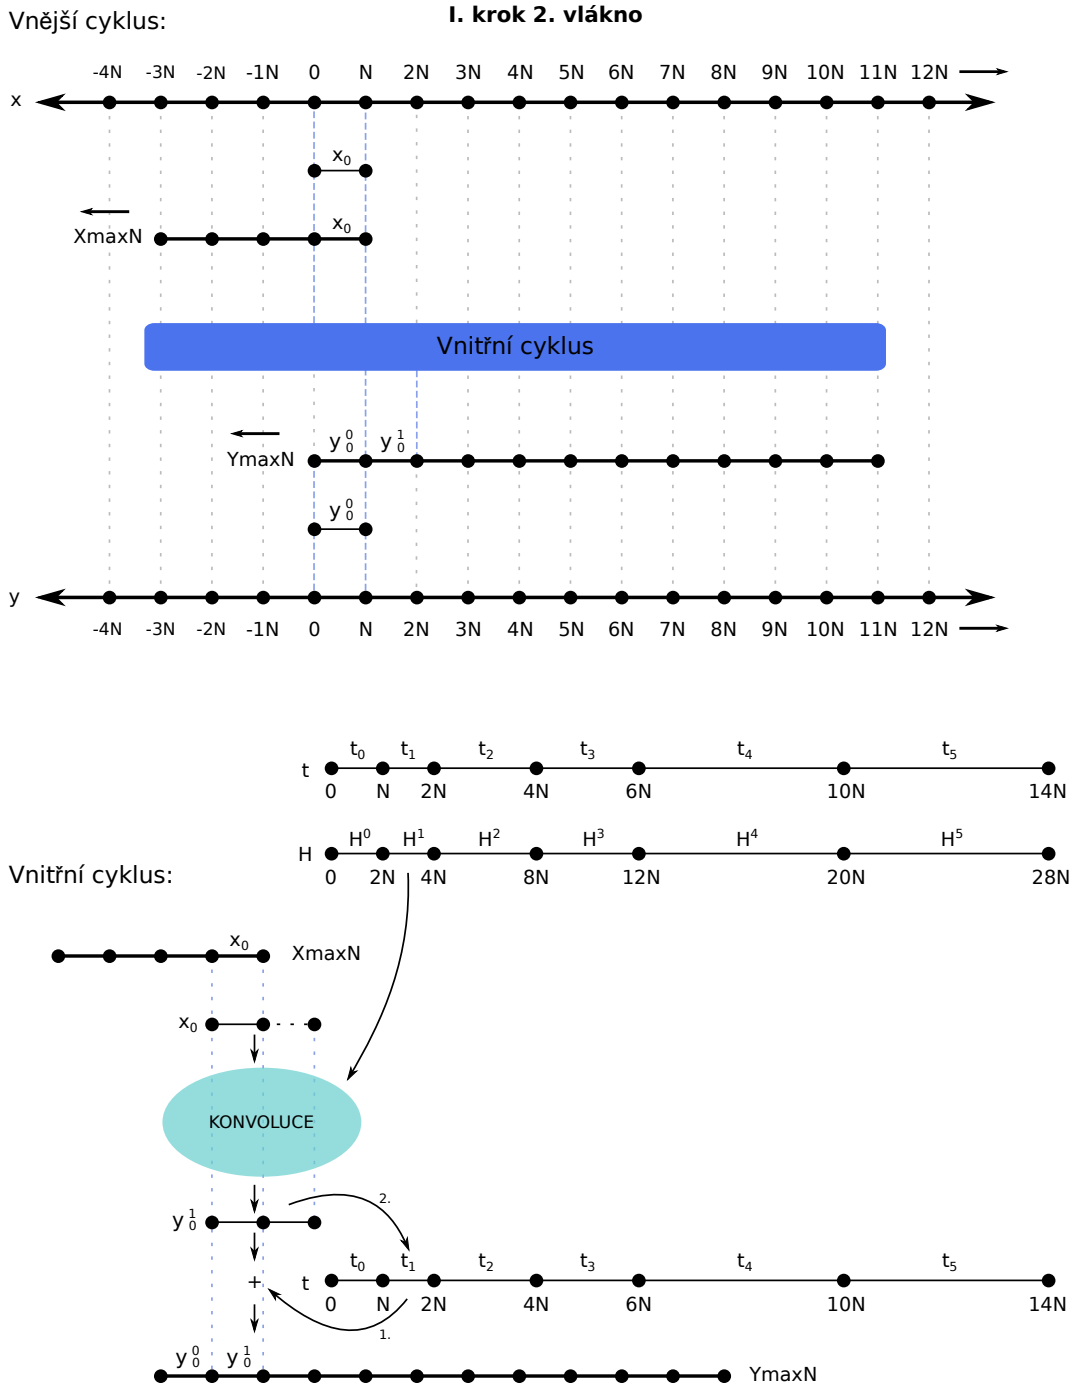 Vnější cyklus:
I. krok 2. vlákno
-4N -3N -2N -1N 0 N 2N 3N 4N 5N 6N 7N 8N 9N 10N 11N 12N
x
x₀
XmaxN x₀
Vnitřní cyklus
YmaxN y₀⁰ y₀¹
y₀⁰
y
-4N -3N -2N -1N 0 N 2N 3N 4N 5N 6N 7N 8N 9N 10N 11N 12N
t₀ t₁ t₂ t₃ t₄ t₅
t
0 N 2N 4N 6N 10N 14N
H⁰ H¹ H² H³ H⁴ H⁵
H
0 2N 4N 8N 12N 20N 28N
Vnitřní cyklus:
x₀ XmaxN
x₀
KONVOLUCE
2.
y₀¹
t₀ t₁ t₂ t₃ t₄ t₅
+ t
0 N 2N 4N 6N 10N 14N
1.
y₀⁰ y₀¹ YmaxN